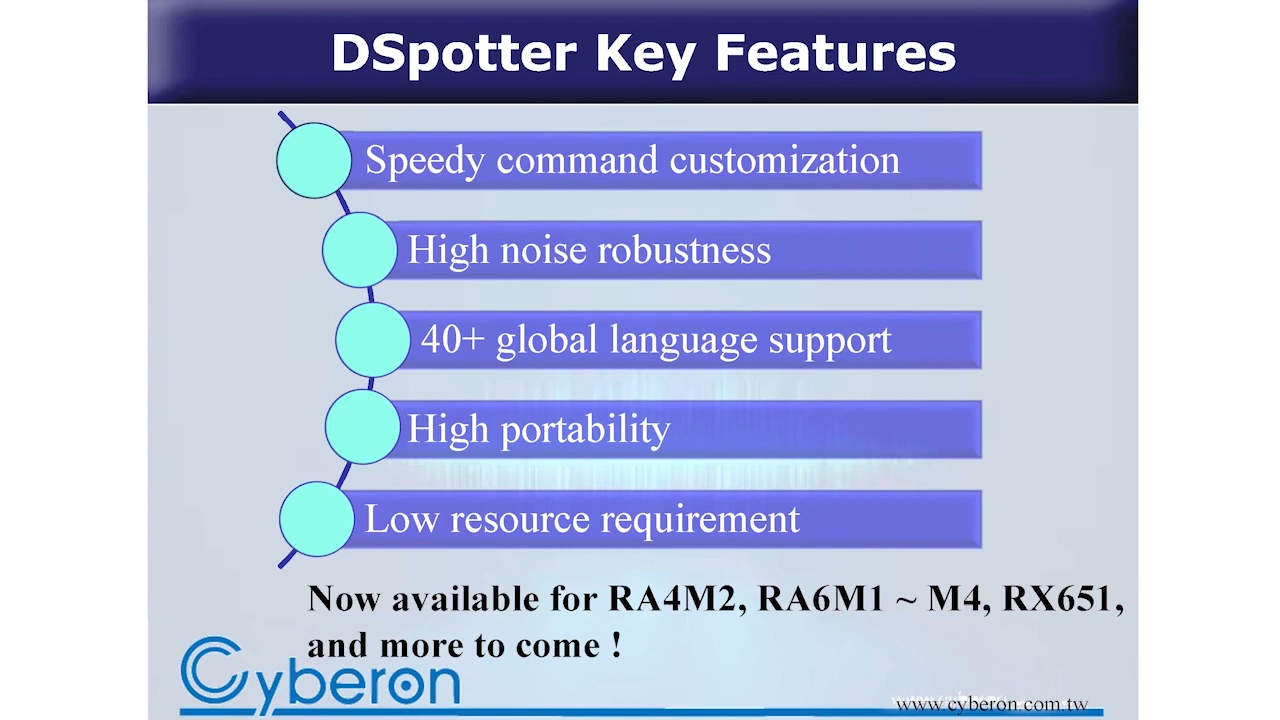 DSpotter Key Features
Speedy command customization
High noise robustness
40+ global language support
High portability
Low resource requirement
Now available for RA4M2, RA6M1 ~ M4, RX651,
and more to come !
Cyberon
www.cyberon.com.tw